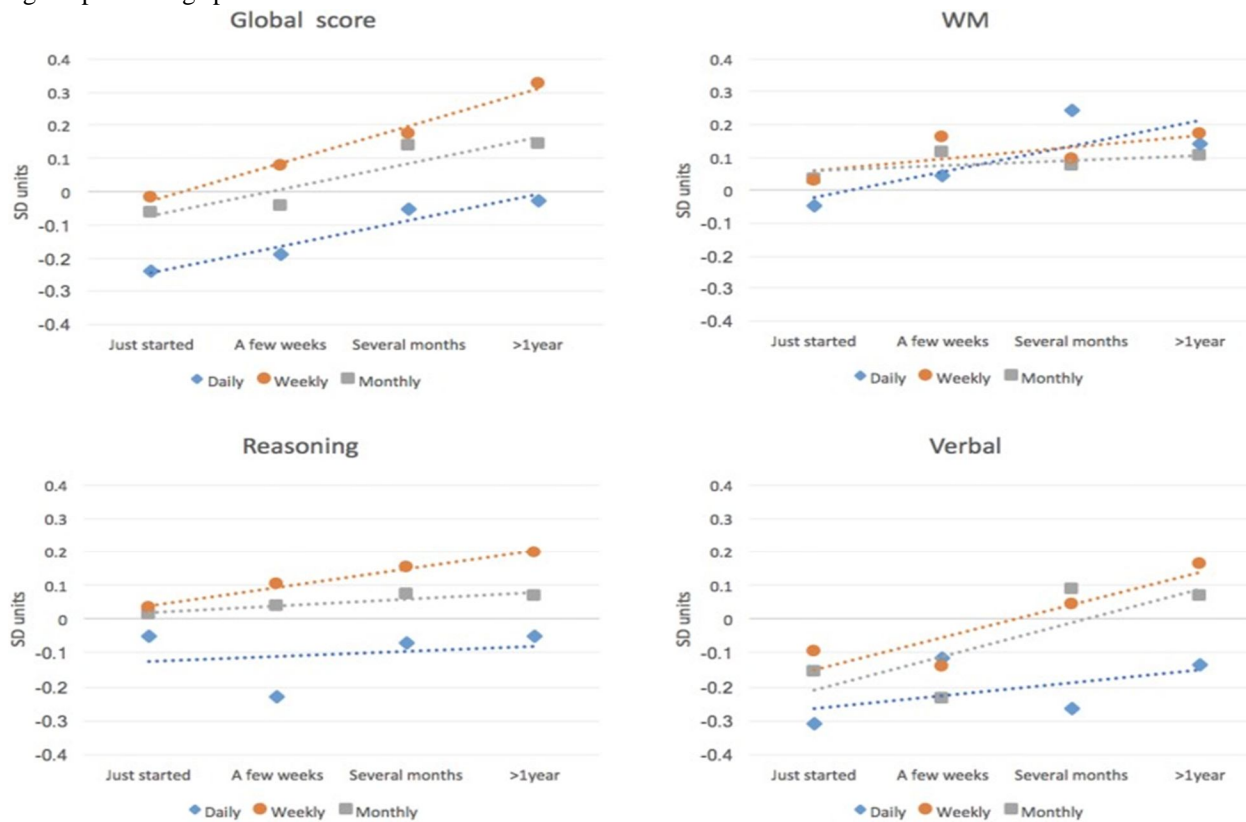 Global score
0.4
0.3
0.2
0.1
0
-0.1
-0.2
-0.3
-0.4
SD units
Just started A few weeks Several months >1year
Daily Weekly Monthly
WM
0.4
0.3
0.2
0.1
0
-0.1
-0.2
-0.3
-0.4
SD units
Just started A few weeks Several months >1year
Daily Weekly Monthly
Reasoning
0.4
0.3
0.2
0.1
0
-0.1
-0.2
-0.3
-0.4
SD units
Just started A few weeks Several months >1year
Daily Weekly Monthly
Verbal
0.4
0.3
0.2
0.1
0
-0.1
-0.2
-0.3
-0.4
SD units
Just started A few weeks Several months >1year
Daily Weekly Monthly